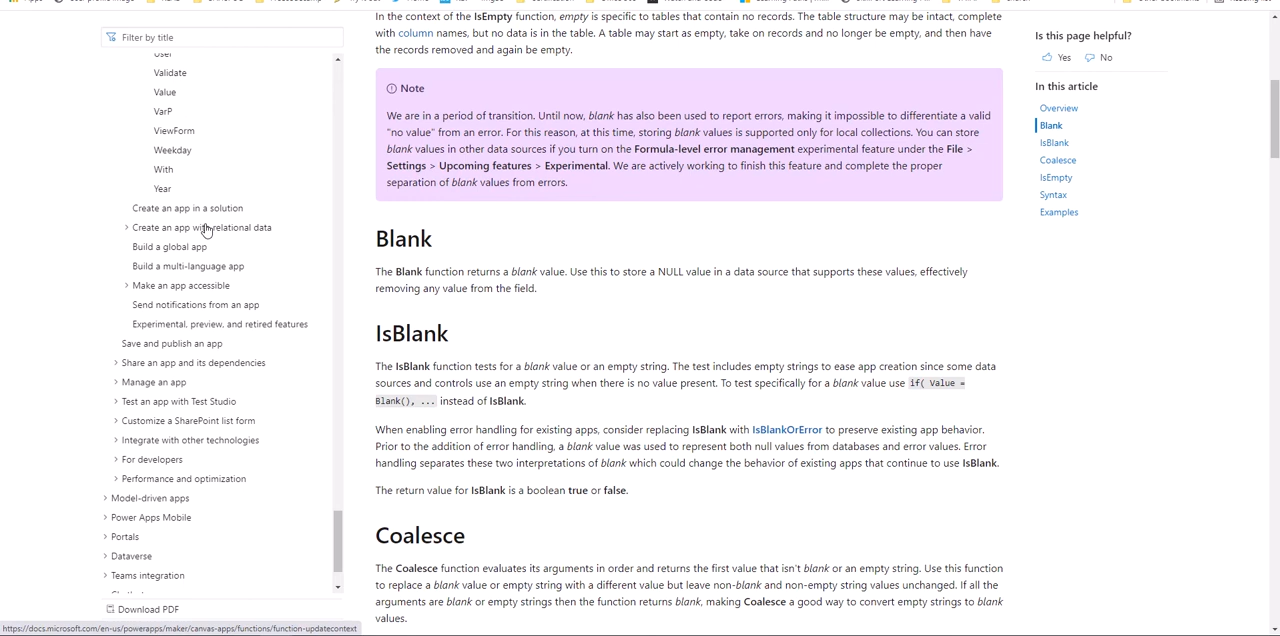 In the context of the IsEmpty function, empty is specific to tables that contain no records. The table structure may be intact, complete
with column names, but no data is in the table. A table may start as empty, take on records and no longer be empty, and then have
the records removed and again be empty.
Filter by title
User
Validate
Value
VarP
ViewForm
Weekday
With
Year
Create an app in a solution
Create an app with relational data
Build a global app
Build a multi-language app
Make an app accessible
Send notifications from an app
Experimental, preview, and retired features
Save and publish an app
Share an app and its dependencies
Manage an app
Test an app with Test Studio
Customize a SharePoint list form
Integrate with other technologies
For developers
Performance and optimization
Model-driven apps
Power Apps Mobile
Portals
Dataverse
Teams integration
Download PDF
https://docs.microsoft.com/en-us/powerapps/maker/canvas-apps/functions/function-updatecontext
Note
We are in a period of transition. Until now, blank has also been used to report errors, making it impossible to differentiate a valid
"no value" from an error. For this reason, at this time, storing blank values is supported only for local collections. You can store
blank values in other data sources if you turn on the Formula-level error management experimental feature under the File >
Settings > Upcoming features > Experimental. We are actively working to finish this feature and complete the proper
separation of blank values from errors.
Blank
The Blank function returns a blank value. Use this to store a NULL value in a data source that supports these values, effectively
removing any value from the field.
IsBlank
The IsBlank function tests for a blank value or an empty string. The test includes empty strings to ease app creation since some data
sources and controls use an empty string when there is no value present. To test specifically for a blank value use if( Value =
Blank(), ... instead of IsBlank.
When enabling error handling for existing apps, consider replacing IsBlank with IsBlankOrError to preserve existing app behavior.
Prior to the addition of error handling, a blank value was used to represent both null values from databases and error values. Error
handling separates these two interpretations of blank which could change the behavior of existing apps that continue to use IsBlank.
The return value for IsBlank is a boolean true or false.
Coalesce
The Coalesce function evaluates its arguments in order and returns the first value that isn't blank or an empty string. Use this function
to replace a blank value or empty string with a different value but leave non-blank and non-empty string values unchanged. If all the
arguments are blank or empty strings then the function returns blank, making Coalesce a good way to convert empty strings to blank
values.
Is this page helpful?
Yes No
In this article
Overview
Blank
IsBlank
Coalesce
IsEmpty
Syntax
Examples